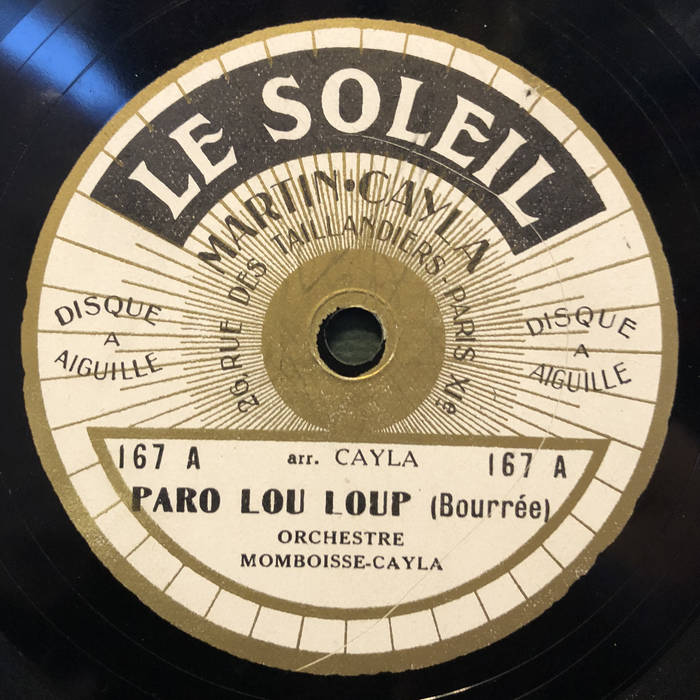 LE SOLEIL
MARTIN·CAYLA
26, RUE DES TAILLANDIERS - PARIS XIe
DISQUE
A
AIGUILLE
DISQUE
A
AIGUILLE
167 A
arr. CAYLA
167 A
PARO LOU LOUP (Bourrée)
ORCHESTRE
MOMBOISSE-CAYLA